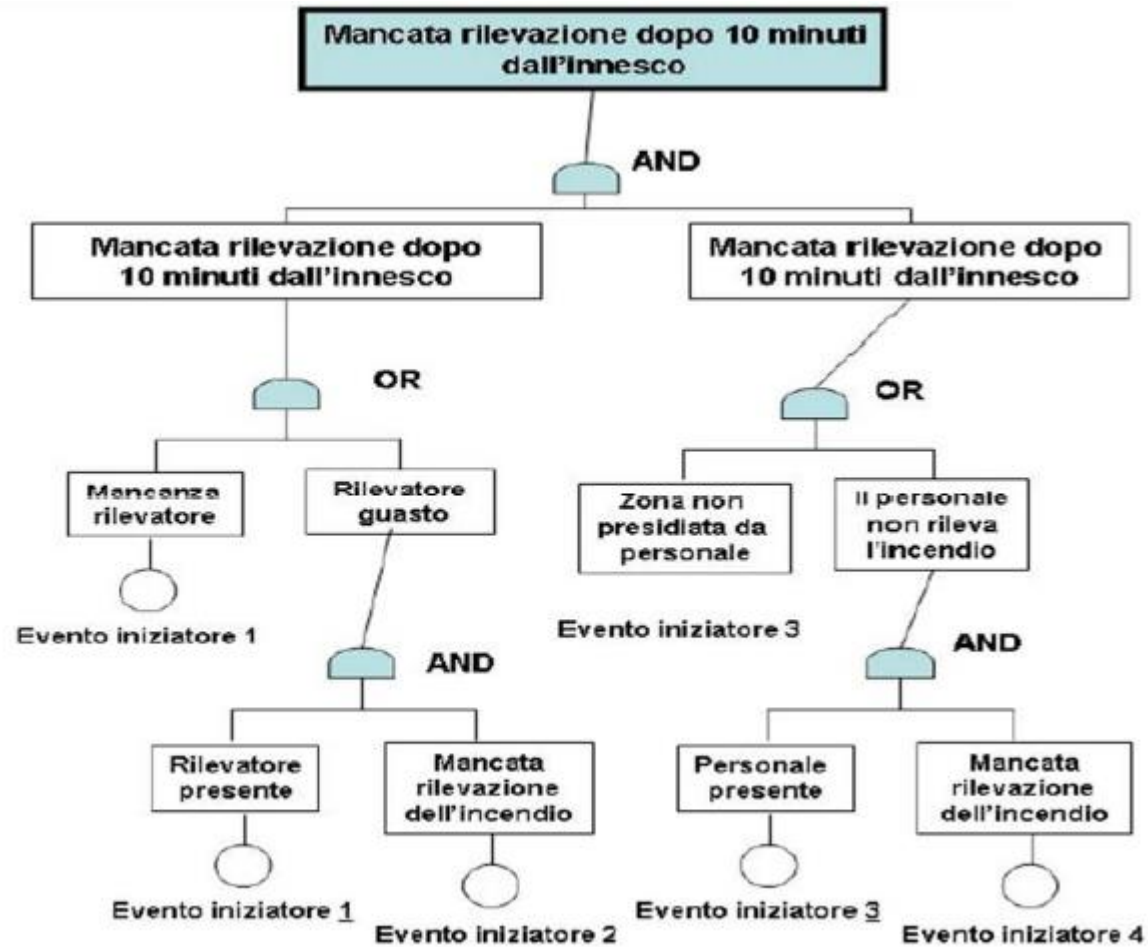 Mancata rilevazione dopo 10 minuti
dall'innesco
AND
Mancata rilevazione dopo
10 minuti dall'innesco
Mancata rilevazione dopo
10 minuti dall'innesco
OR
OR
Mancanza
rilevatore
Rilevatore
guasto
Zona non
presidiata da
personale
Il personale
non rileva
l'incendio
Evento iniziatore 1
Evento iniziatore 3
AND
AND
Rilevatore
presente
Mancata
rilevazione
dell'incendio
Personale
presente
Mancata
rilevazione
dell'incendio
Evento iniziatore 1
Evento iniziatore 2
Evento iniziatore 3
Evento iniziatore 4